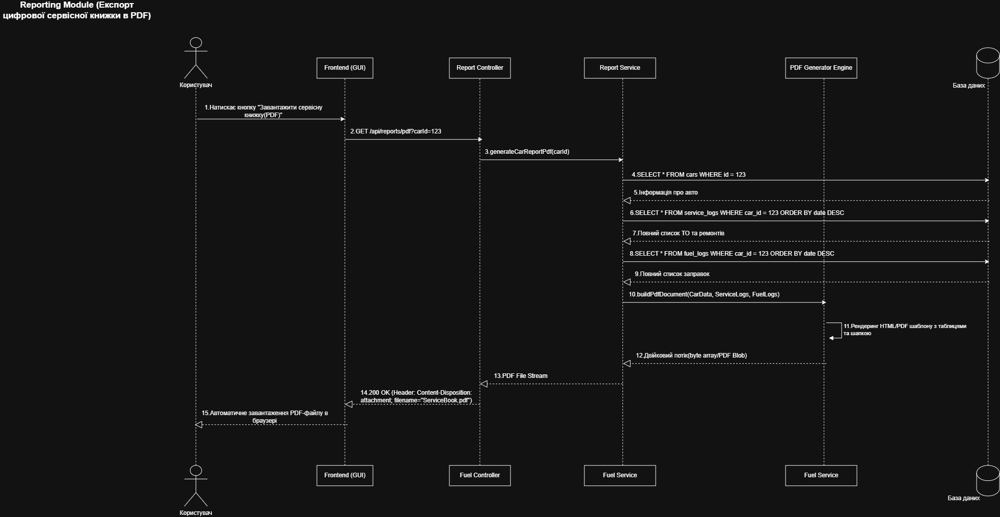 Reporting Module (Експорт
цифрової сервісної книжки в PDF)
Користувач
Frontend (GUI)
Report Controller
Report Service
PDF Generator Engine
База даних
1.Натискає кнопку "Завантажити сервісну
книжку(PDF)"
2.GET /api/reports/pdf?carId=123
3.generateCarReportPdf(carId)
4.SELECT * FROM cars WHERE id = 123
5.Інформація про авто
6.SELECT * FROM service_logs WHERE car_id = 123 ORDER BY date DESC
7.Повний список ТО та ремонтів
8.SELECT * FROM fuel_logs WHERE car_id = 123 ORDER BY date DESC
9.Повний список заправок
10.buildPdfDocument(CarData, ServiceLogs, FuelLogs)
11.Рендеринг HTML/PDF шаблону з таблицями
та шапкою
12.Двійковий потік(byte array/PDF Blob)
13.PDF File Stream
14.200 OK (Header: Content-Disposition:
attachment; filename="ServiceBook.pdf")
15.Автоматичне завантаження PDF-файлу в
браузері
Frontend (GUI)
Fuel Controller
Fuel Service
Fuel Service
База даних
Користувач